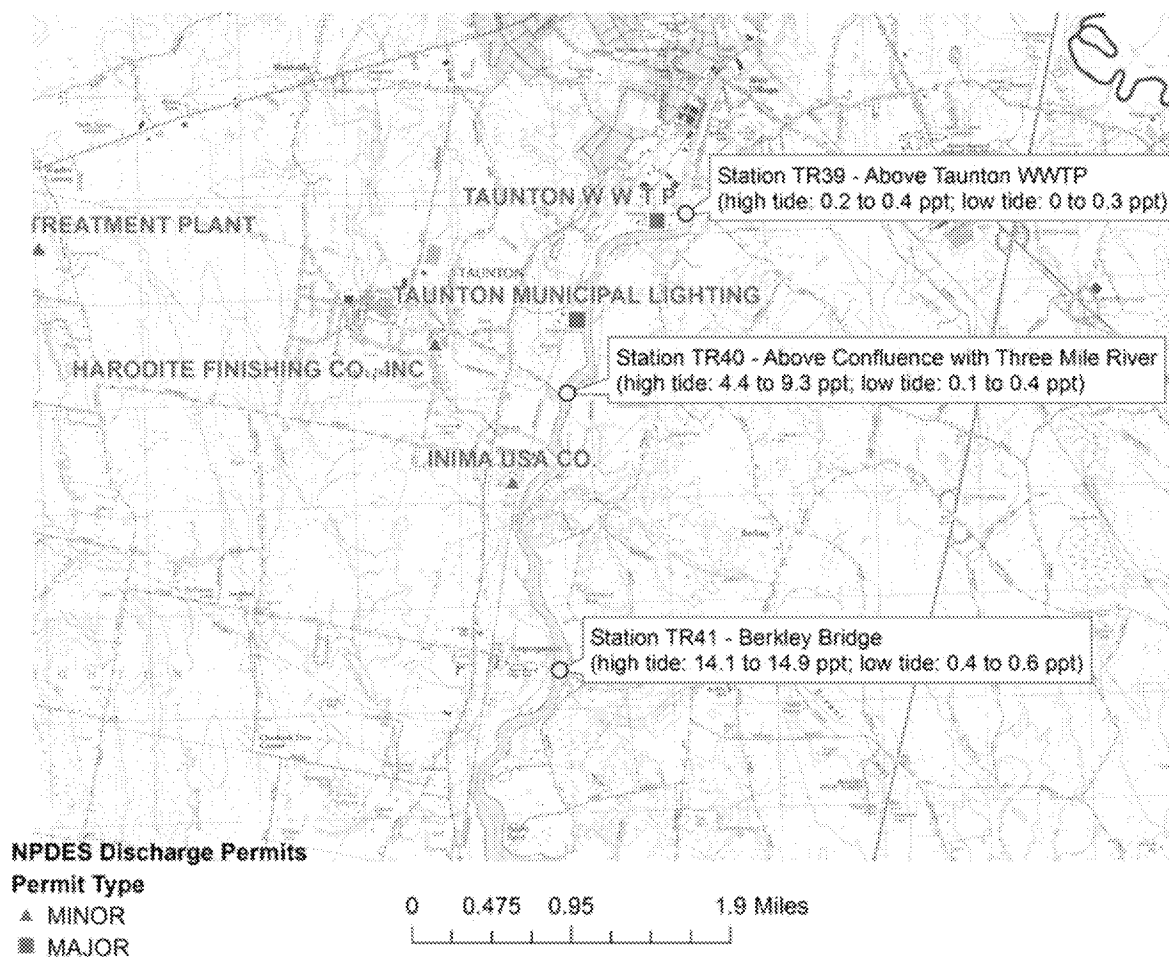 Station TR39 - Above Taunton WWTP
(high tide: 0.2 to 0.4 ppt; low tide: 0 to 0.3 ppt)
TAUNTON W W T P
TREATMENT PLANT
TAUNTON
TAUNTON MUNICIPAL LIGHTING
Station TR40 - Above Confluence with Three Mile River
(high tide: 4.4 to 9.3 ppt; low tide: 0.1 to 0.4 ppt)
HARODITE FINISHING CO., INC
INIMA USA CO.
Station TR41 - Berkley Bridge
(high tide: 14.1 to 14.9 ppt; low tide: 0.4 to 0.6 ppt)
NPDES Discharge Permits
Permit Type
MINOR
MAJOR
0 0.475 0.95 1.9 Miles